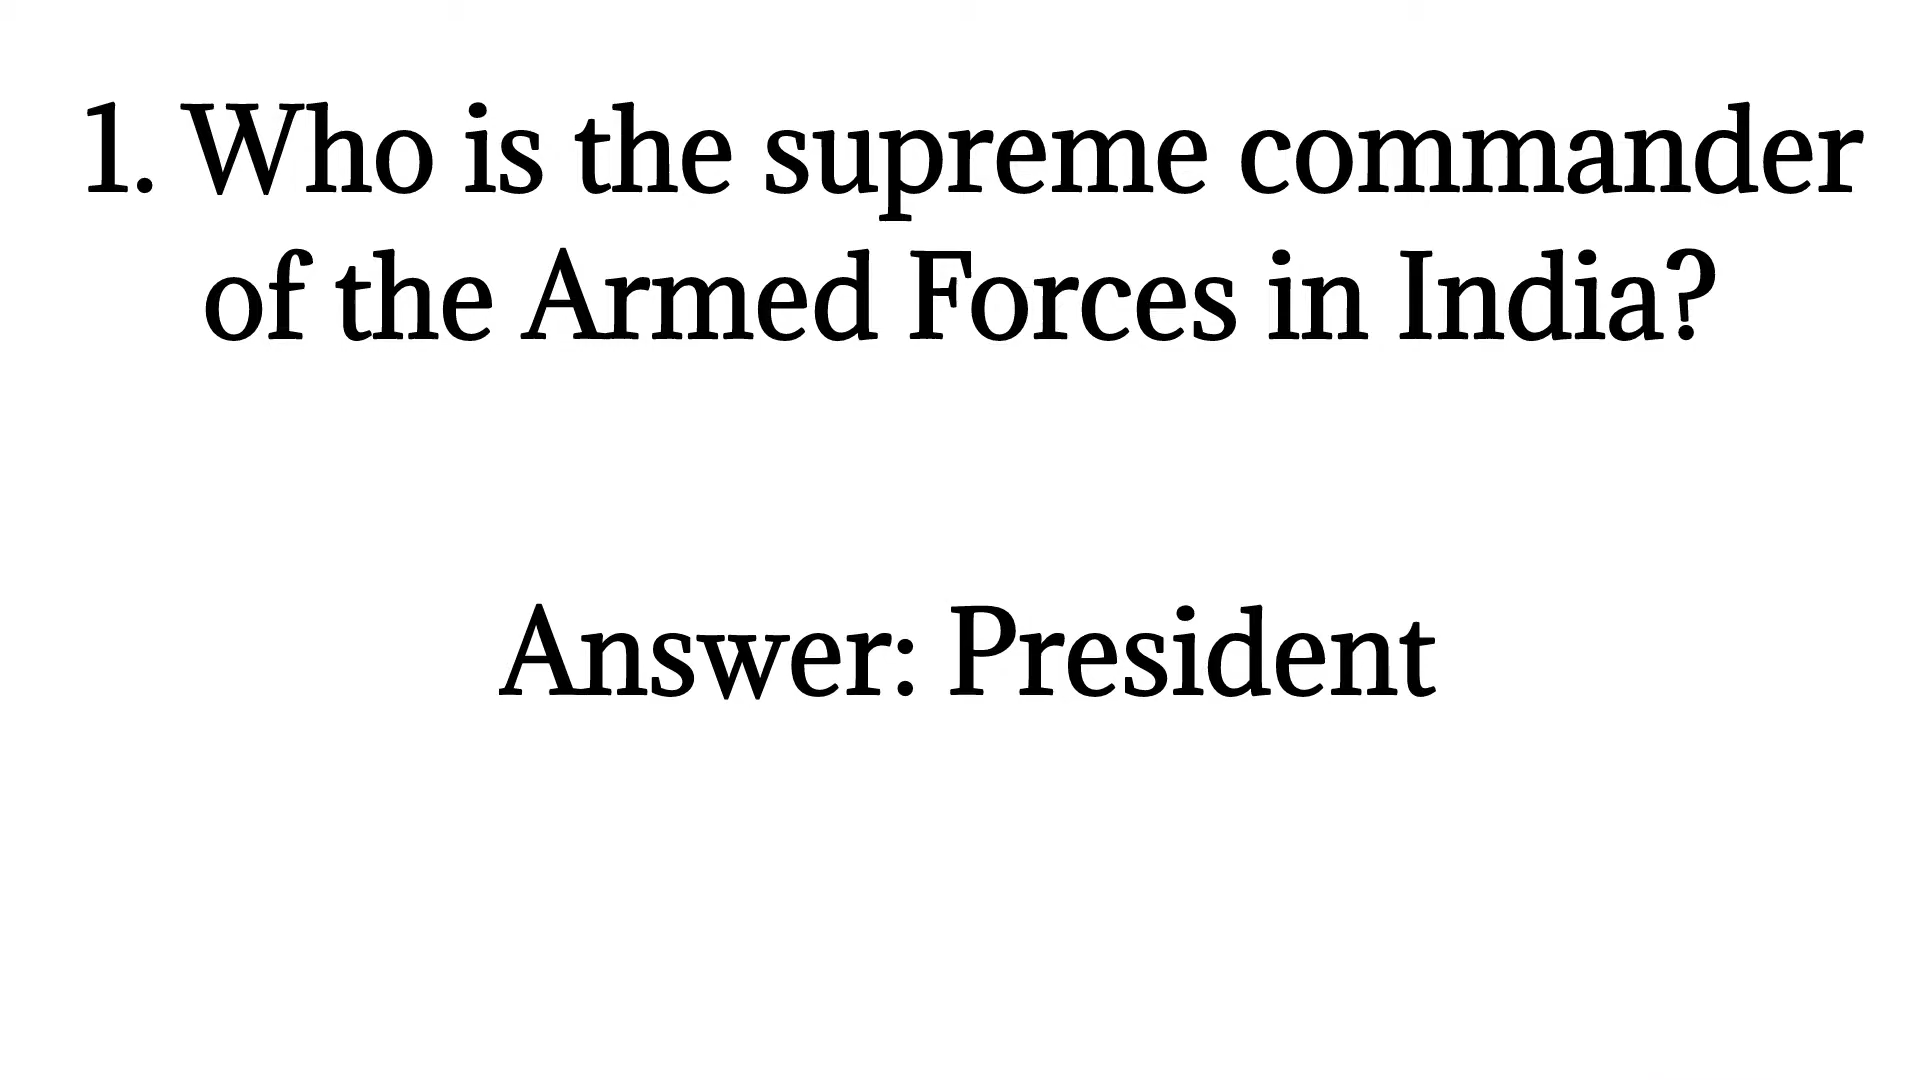 1. Who is the supreme commander
of the Armed Forces in India?
Answer: President